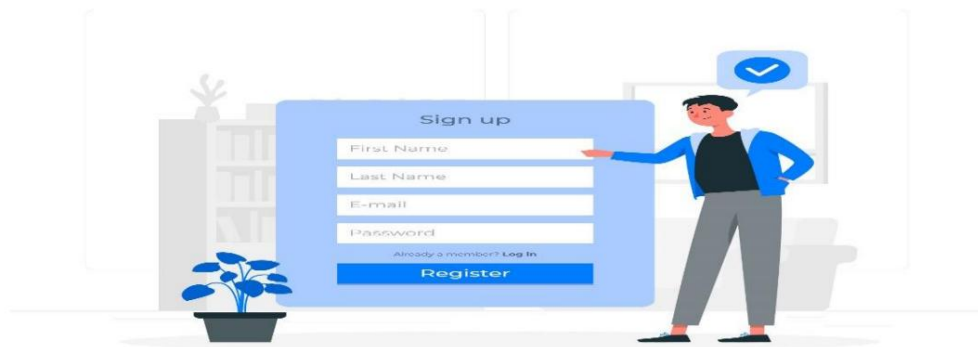 Sign up
First Name
Last Name
E-mail
Password
Already a member? Log In
Register